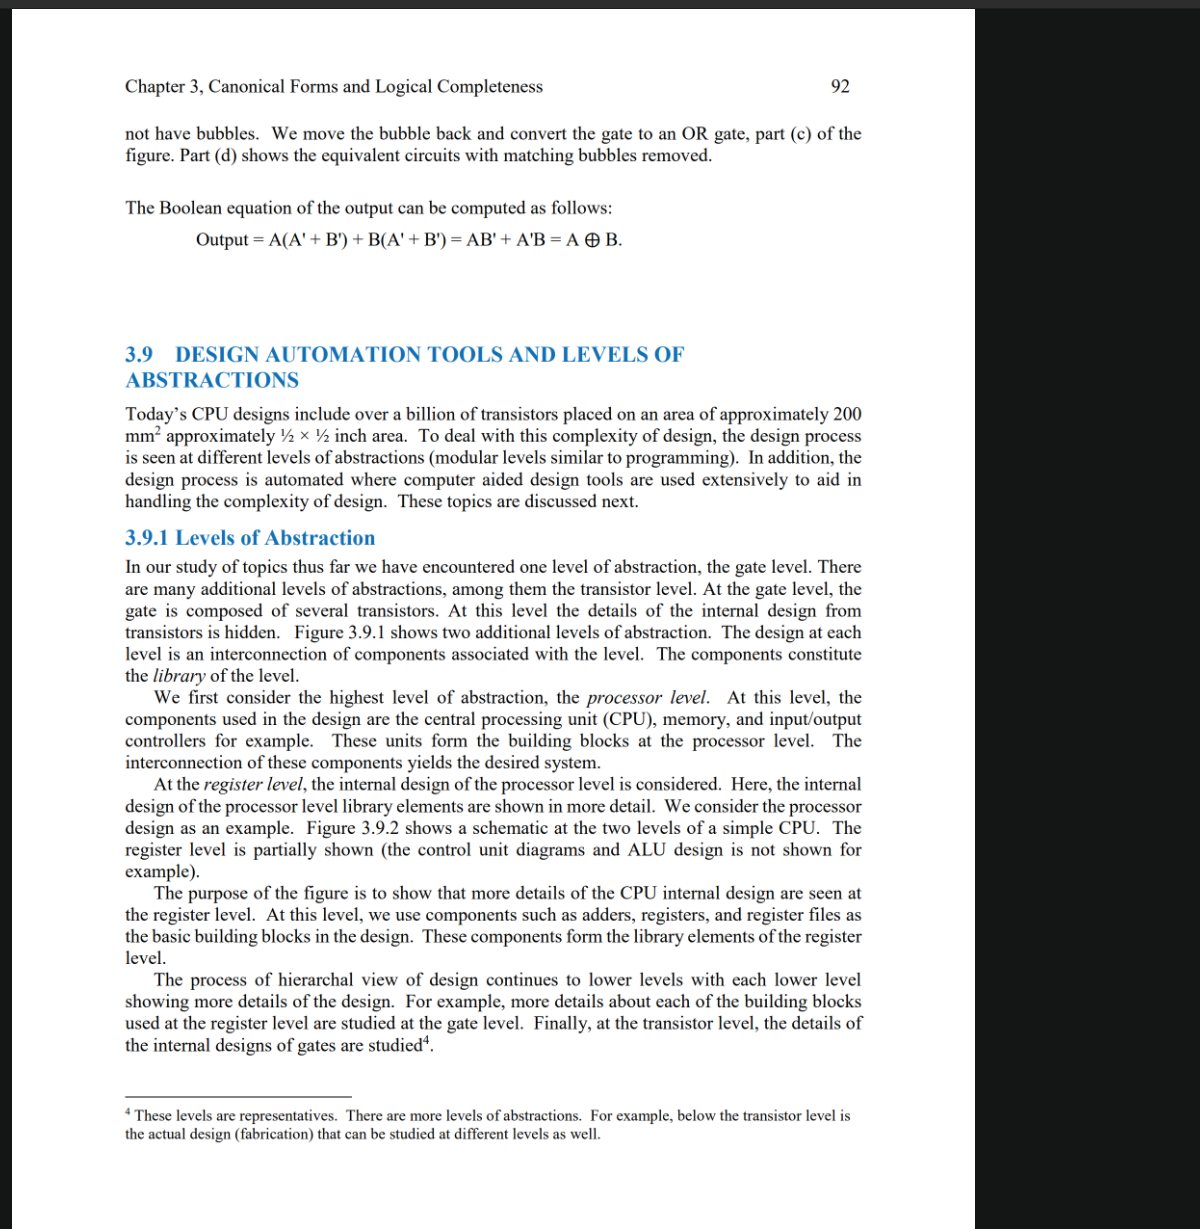 Chapter 3, Canonical Forms and Logical Completeness 92
not have bubbles. We move the bubble back and convert the gate to an OR gate, part (c) of the
figure. Part (d) shows the equivalent circuits with matching bubbles removed.
The Boolean equation of the output can be computed as follows:
Output = A(A' + B') + B(A' + B') = AB' + A'B = A ⊕ B.
3.9 DESIGN AUTOMATION TOOLS AND LEVELS OF
ABSTRACTIONS
Today's CPU designs include over a billion of transistors placed on an area of approximately 200
mm² approximately ½ × ½ inch area. To deal with this complexity of design, the design process
is seen at different levels of abstractions (modular levels similar to programming). In addition, the
design process is automated where computer aided design tools are used extensively to aid in
handling the complexity of design. These topics are discussed next.
3.9.1 Levels of Abstraction
In our study of topics thus far we have encountered one level of abstraction, the gate level. There
are many additional levels of abstractions, among them the transistor level. At the gate level, the
gate is composed of several transistors. At this level the details of the internal design from
transistors is hidden. Figure 3.9.1 shows two additional levels of abstraction. The design at each
level is an interconnection of components associated with the level. The components constitute
the library of the level.
We first consider the highest level of abstraction, the processor level. At this level, the
components used in the design are the central processing unit (CPU), memory, and input/output
controllers for example. These units form the building blocks at the processor level. The
interconnection of these components yields the desired system.
At the register level, the internal design of the processor level is considered. Here, the internal
design of the processor level library elements are shown in more detail. We consider the processor
design as an example. Figure 3.9.2 shows a schematic at the two levels of a simple CPU. The
register level is partially shown (the control unit diagrams and ALU design is not shown for
example).
The purpose of the figure is to show that more details of the CPU internal design are seen at
the register level. At this level, we use components such as adders, registers, and register files as
the basic building blocks in the design. These components form the library elements of the register
level.
The process of hierarchal view of design continues to lower levels with each lower level
showing more details of the design. For example, more details about each of the building blocks
used at the register level are studied at the gate level. Finally, at the transistor level, the details of
the internal designs of gates are studied⁴.
⁴ These levels are representatives. There are more levels of abstractions. For example, below the transistor level is
the actual design (fabrication) that can be studied at different levels as well.